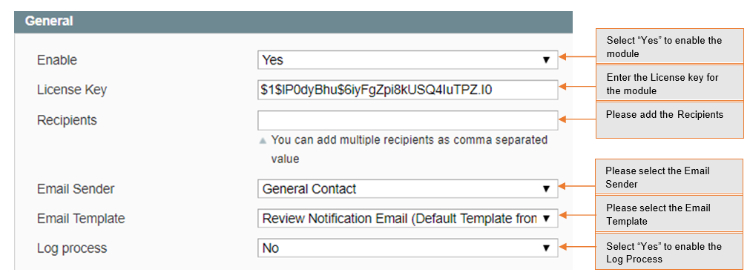 General
Enable
Yes
Select "Yes" to enable the
module
License Key
$1$IP0dyBhu$6iyFgZpi8kUSQ4IuTPZ.I0
Enter the License key for
the module
Recipients
Please add the Recipients
You can add multiple recipients as comma separated
value
Email Sender
General Contact
Please select the Email
Sender
Email Template
Review Notification Email (Default Template fron
Please select the Email
Template
Log process
No
Select "Yes" to enable the
Log Process